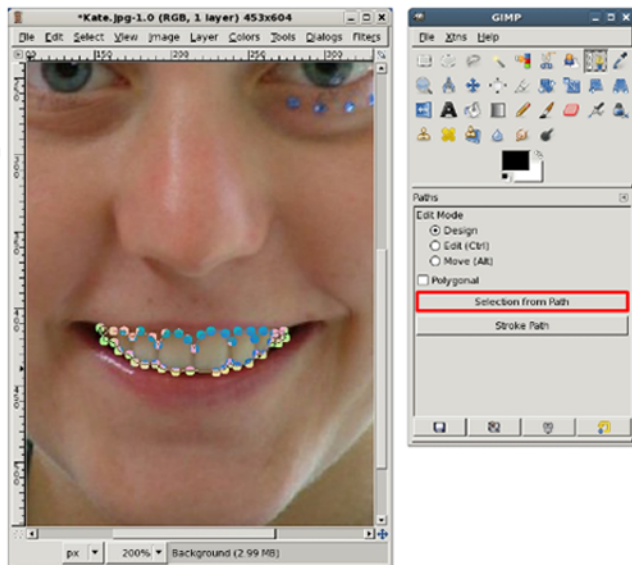 *Kate.jpg-1.0 (RGB, 1 layer) 453x604
File Edit Select View Image Layer Colors Tools Dialogs Filters
150 200 250 300
px 200% Background (2.99 MB)
GIMP
File Xtns Help
Paths
Edit Mode
Design
Edit (Ctrl)
Move (Alt)
Polygonal
Selection from Path
Stroke Path